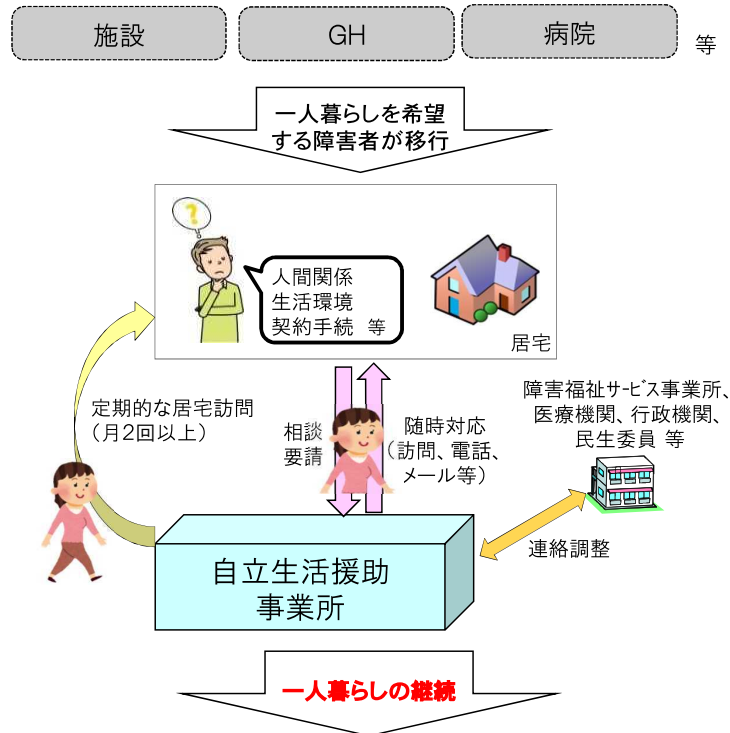 施設
GH
病院
等
一人暮らしを希望
する障害者が移行
?
人間関係
生活環境
契約手続 等
居宅
定期的な居宅訪問
（月2回以上）
相談
要請
随時対応
（訪問、電話、
メール等）
障害福祉サービス事業所、
医療機関、行政機関、
民生委員 等
連絡調整
自立生活援助
事業所
一人暮らしの継続